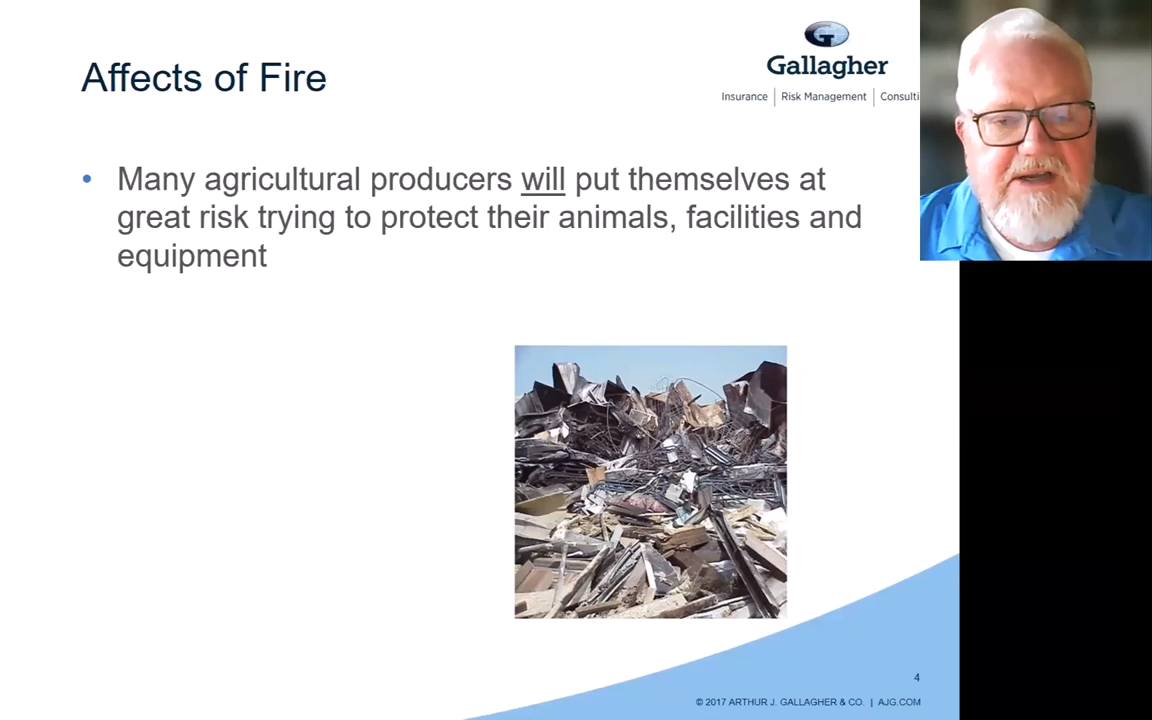 Affects of Fire
G
Gallagher
Insurance | Risk Management | Consulti
• Many agricultural producers will put themselves at
great risk trying to protect their animals, facilities and
equipment
4
© 2017 ARTHUR J. GALLAGHER & CO. | AJG.COM